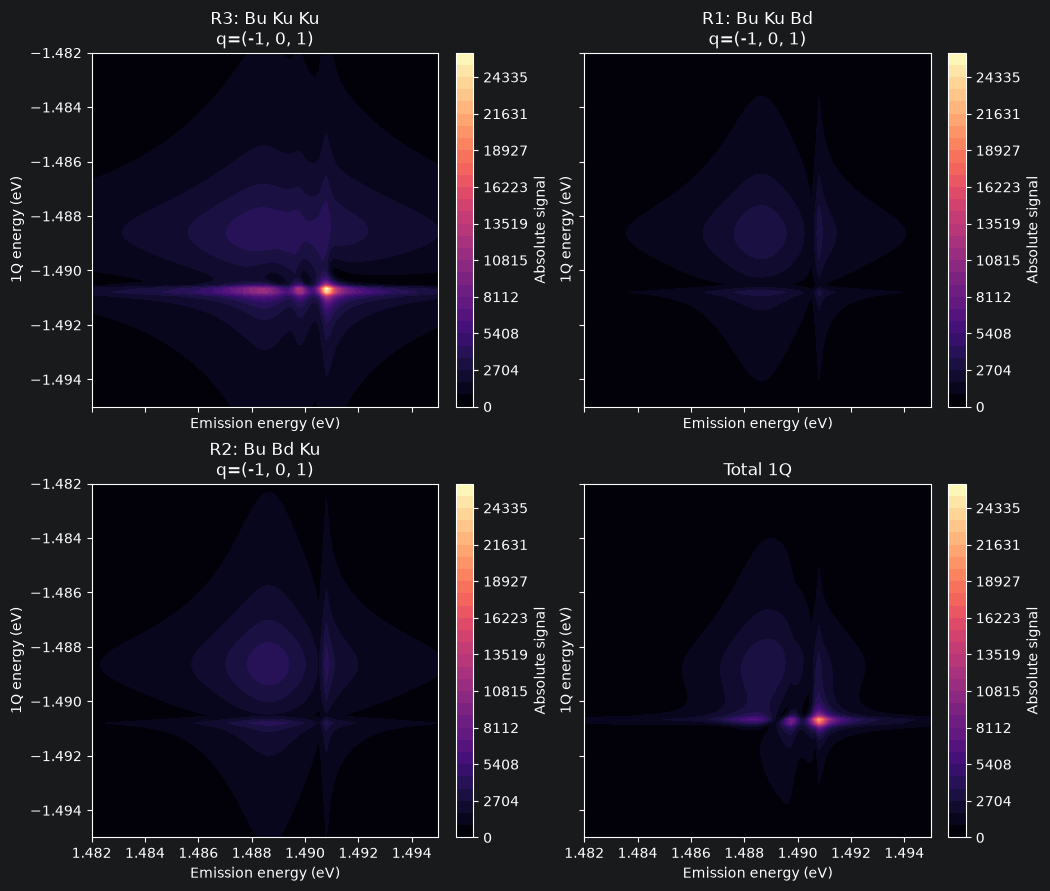 R3: Bu Ku Ku
q=(-1, 0, 1)
−1.482
−1.484
−1.486
−1.488
−1.490
−1.492
−1.494
1Q energy (eV)
Emission energy (eV)
24335
21631
18927
16223
13519
10815
8112
5408
2704
0
Absolute signal
R1: Bu Ku Bd
q=(-1, 0, 1)
1Q energy (eV)
Emission energy (eV)
24335
21631
18927
16223
13519
10815
8112
5408
2704
0
Absolute signal
R2: Bu Bd Ku
q=(-1, 0, 1)
−1.482
−1.484
−1.486
−1.488
−1.490
−1.492
−1.494
1Q energy (eV)
1.482 1.484 1.486 1.488 1.490 1.492 1.494
Emission energy (eV)
24335
21631
18927
16223
13519
10815
8112
5408
2704
0
Absolute signal
Total 1Q
1Q energy (eV)
1.482 1.484 1.486 1.488 1.490 1.492 1.494
Emission energy (eV)
24335
21631
18927
16223
13519
10815
8112
5408
2704
0
Absolute signal